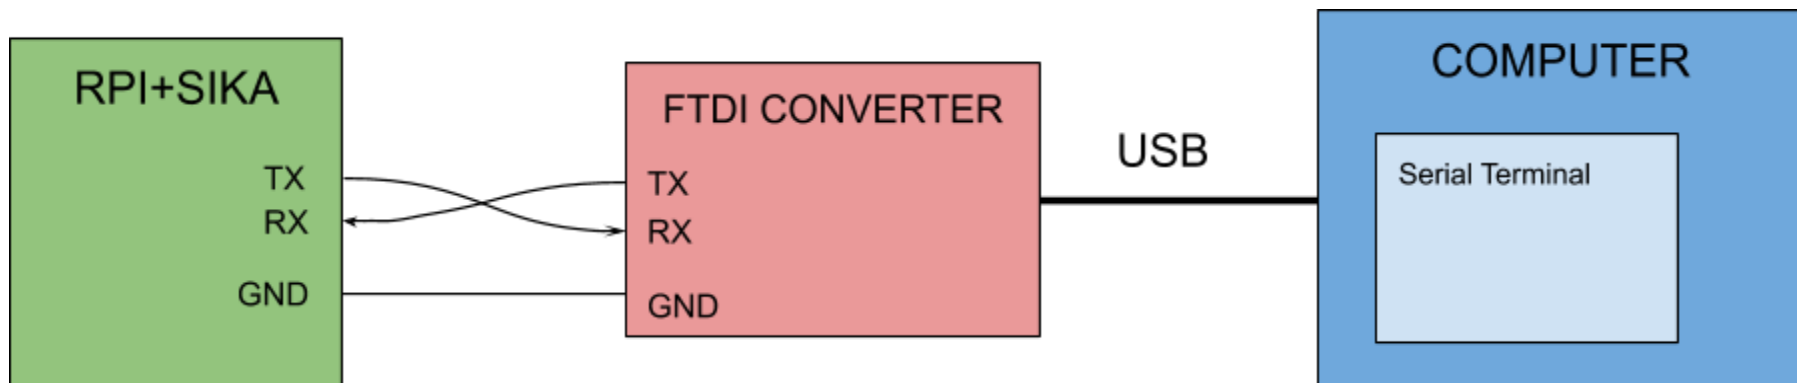 RPI+SIKA
TX
RX
GND
FTDI CONVERTER
TX
RX
GND
USB
COMPUTER
Serial Terminal